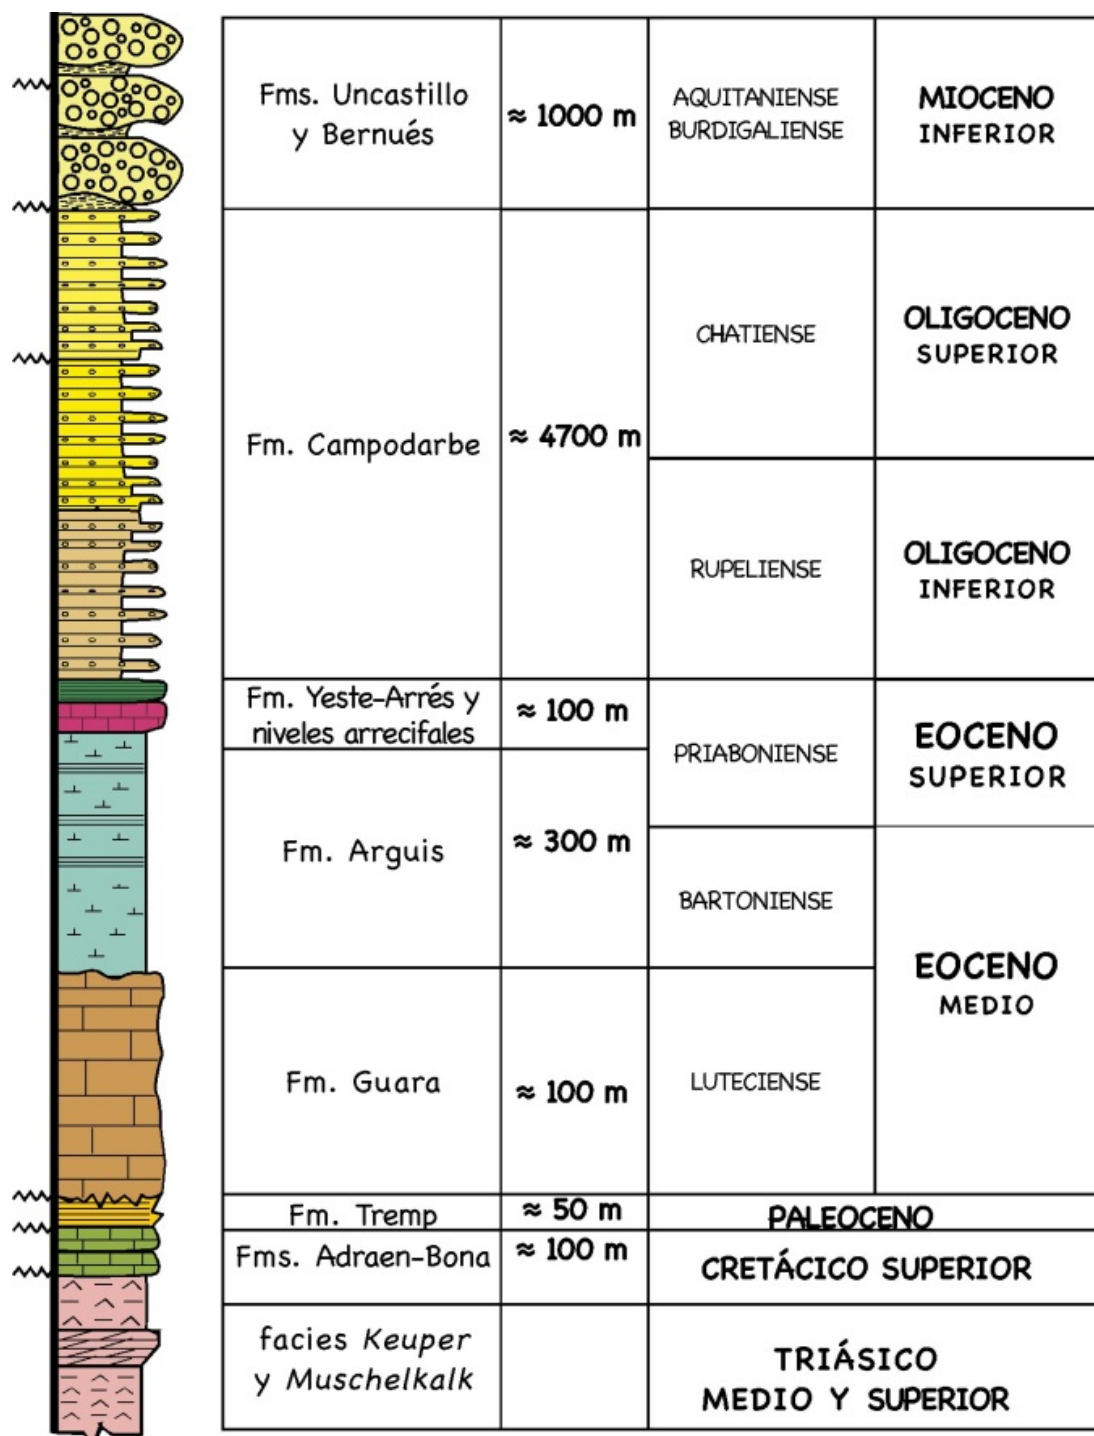 Fms. Uncastillo
y Bernués
≈ 1000 m
AQUITANIENSE
BURDIGALIENSE
MIOCENO
INFERIOR
Fm. Campodarbe
≈ 4700 m
CHATIENSE
OLIGOCENO
SUPERIOR
RUPELIENSE
OLIGOCENO
INFERIOR
Fm. Yeste-Arrés y
niveles arrecifales
≈ 100 m
PRIABONIENSE
EOCENO
SUPERIOR
Fm. Arguis
≈ 300 m
BARTONIENSE
EOCENO
MEDIO
Fm. Guara
≈ 100 m
LUTECIENSE
Fm. Tremp
≈ 50 m
PALEOCENO
Fms. Adraen-Bona
≈ 100 m
CRETÁCICO SUPERIOR
facies Keuper
y Muschelkalk
TRIÁSICO
MEDIO Y SUPERIOR